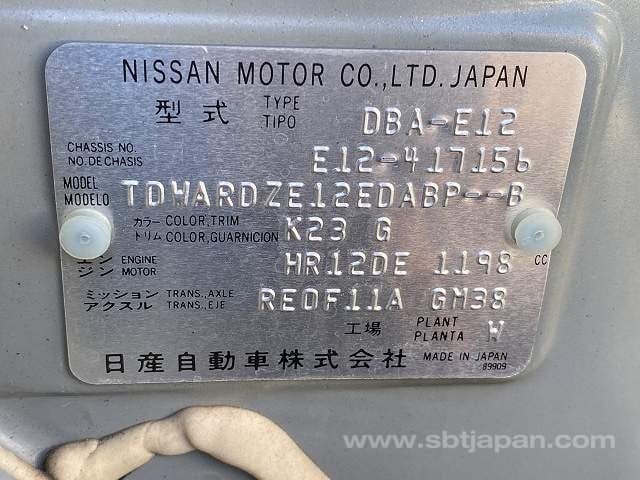 NISSAN MOTOR CO.,LTD. JAPAN
型式 TYPE TIPO DBA-E12
CHASSIS NO. NO. DE CHASIS E12-417156
MODEL MODELO TDWARDZE12EDABP--B
カラー トリム COLOR,TRIM COLOR,GUARNICION K23 G
エンジン ENGINE MOTOR HR12DE 1198 CC
ミッション アクスル TRANS.,AXLE TRANS.,EJE RE0F11A GM38
工場 PLANT PLANTA W
日産自動車株式会社 MADE IN JAPAN
89909
www.sbtjapan.com